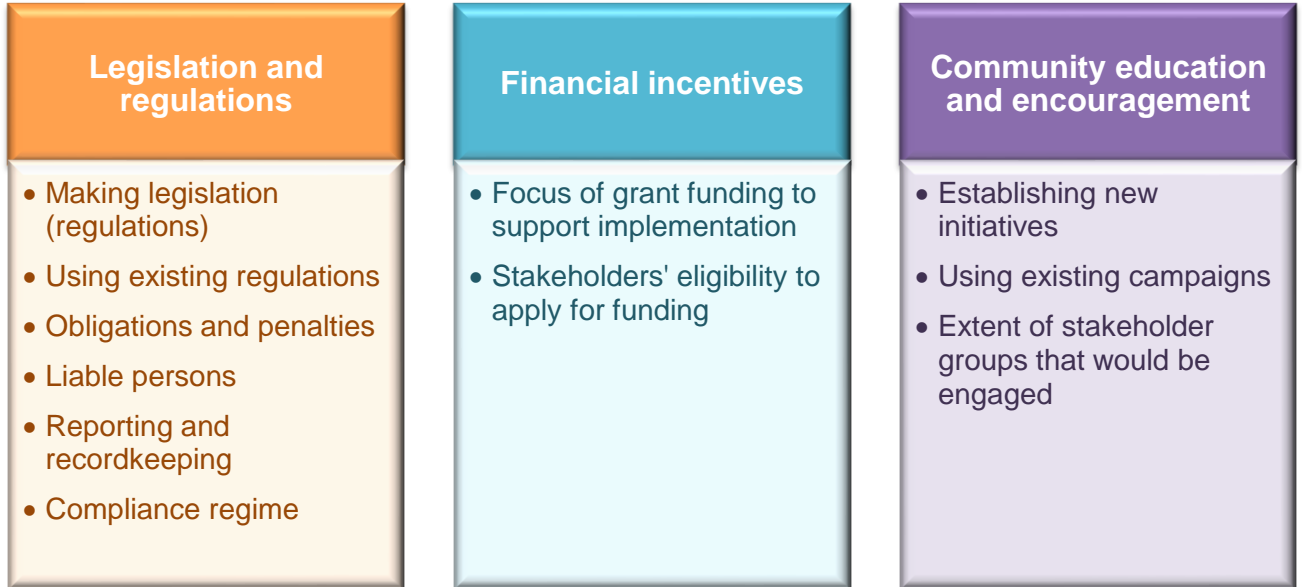 Legislation and
regulations
• Making legislation
(regulations)
• Using existing regulations
• Obligations and penalties
• Liable persons
• Reporting and
recordkeeping
• Compliance regime
Financial incentives
• Focus of grant funding to
support implementation
• Stakeholders' eligibility to
apply for funding
Community education
and encouragement
• Establishing new
initiatives
• Using existing campaigns
• Extent of stakeholder
groups that would be
engaged